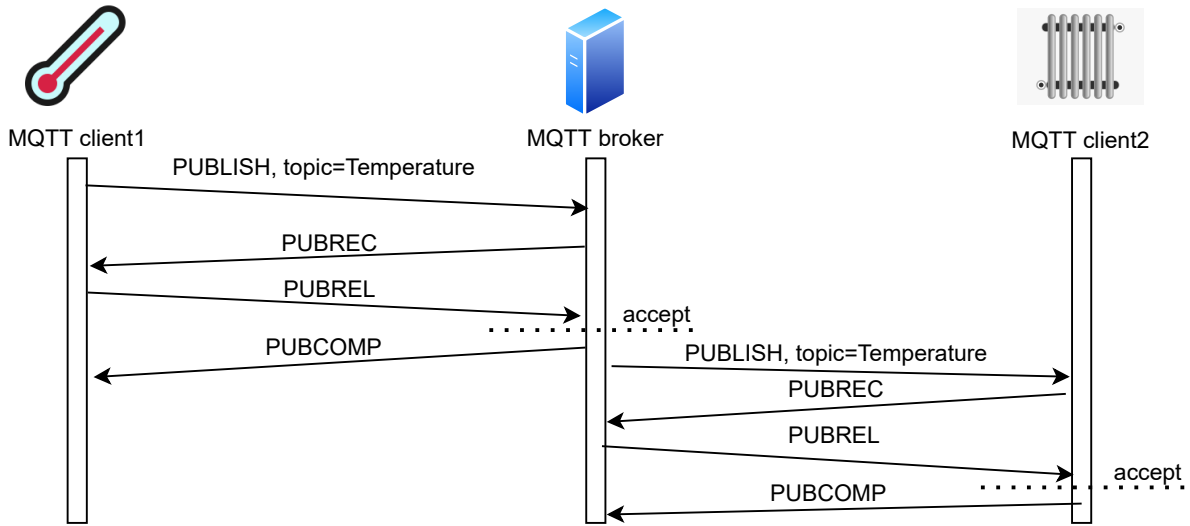 MQTT client1
MQTT broker
MQTT client2
PUBLISH, topic=Temperature
PUBREC
PUBREL
accept
PUBCOMP
PUBLISH, topic=Temperature
PUBREC
PUBREL
accept
PUBCOMP